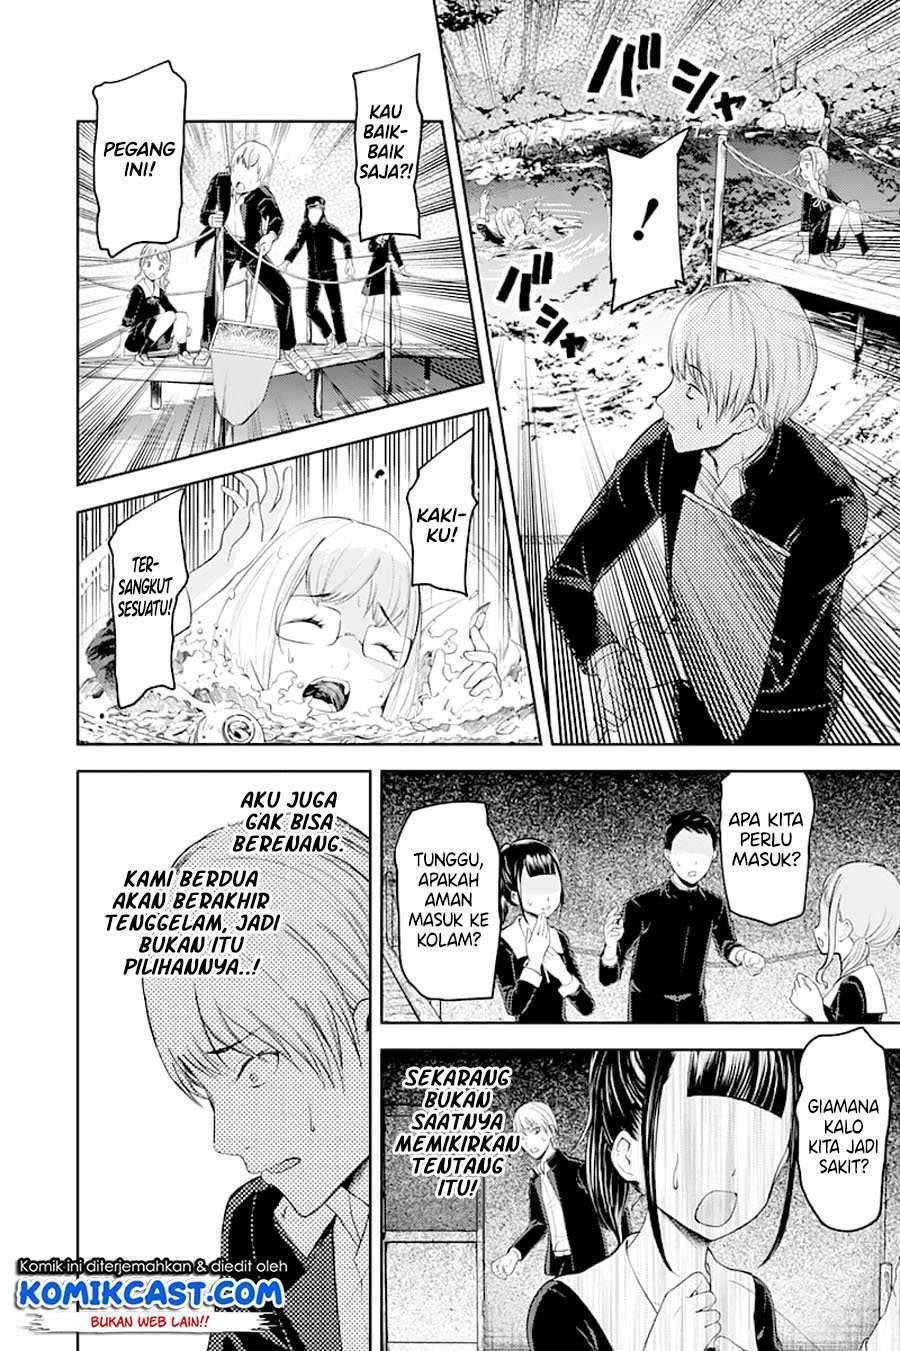 バシャ
!
バシャ
KAU
BAIK-
BAIK
SAJA?!
PEGANG
INI!
KAKI-
KU!
TER-
SANGKUT
SESUATU!
APA KITA
PERLU
MASUK?
TUNGGU,
APAKAH
AMAN
MASUK KE
KOLAM?
GIAMANA
KALO
KITA JADI
SAKIT?
SEKARANG
BUKAN
SAATNYA
MEMIKIRKAN
TENTANG
ITU!
AKU JUGA
GAK BISA
BERENANG.
KAMI BERDUA
AKAN BERAKHIR
TENGGELAM, JADI
BUKAN ITU
PILIHANNYA..!
Komik ini diterjemahkan & diedit oleh
KOMIKCAST.COM
BUKAN WEB LAIN!!